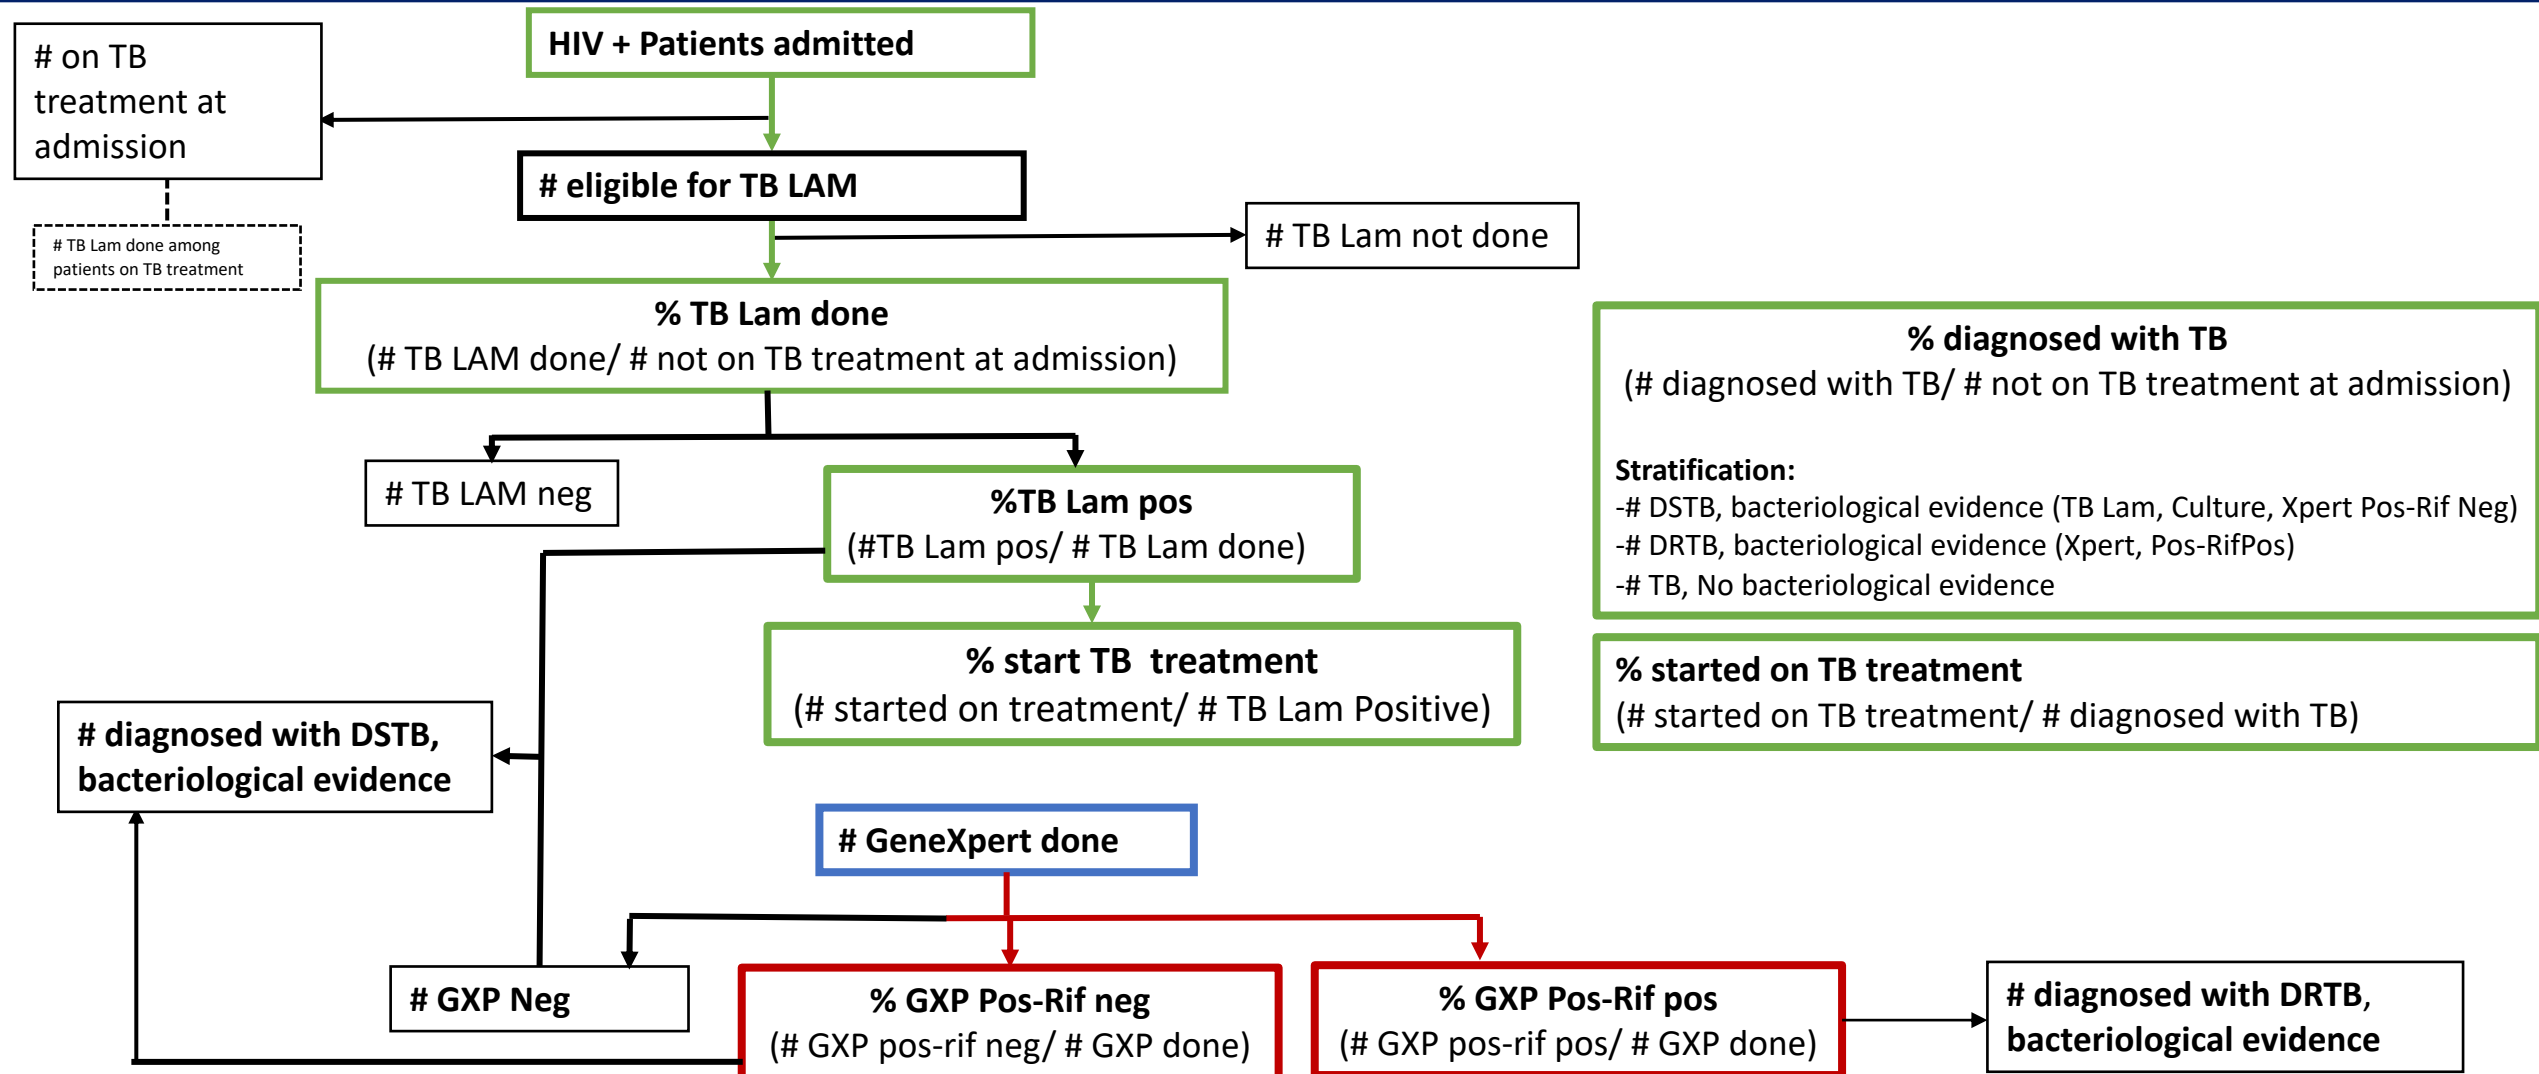 HIV + Patients admitted
# on TB
treatment at
admission
# eligible for TB LAM
# TB Lam done among
patients on TB treatment
# TB Lam not done
% TB Lam done
(# TB LAM done/ # not on TB treatment at admission)
# TB LAM neg
%TB Lam pos
(#TB Lam pos/ # TB Lam done)
% start TB  treatment
(# started on treatment/ # TB Lam Positive)
% diagnosed with TB
(# diagnosed with TB/ # not on TB treatment at admission)
Stratification:
-# DSTB, bacteriological evidence (TB Lam, Culture, Xpert Pos-Rif Neg)
-# DRTB, bacteriological evidence (Xpert, Pos-RifPos)
-# TB, No bacteriological evidence
% started on TB treatment
(# started on TB treatment/ # diagnosed with TB)
# diagnosed with DSTB,
bacteriological evidence
# GeneXpert done
# GXP Neg
% GXP Pos-Rif neg
(# GXP pos-rif neg/ # GXP done)
% GXP Pos-Rif pos
(# GXP pos-rif pos/ # GXP done)
# diagnosed with DRTB,
bacteriological evidence